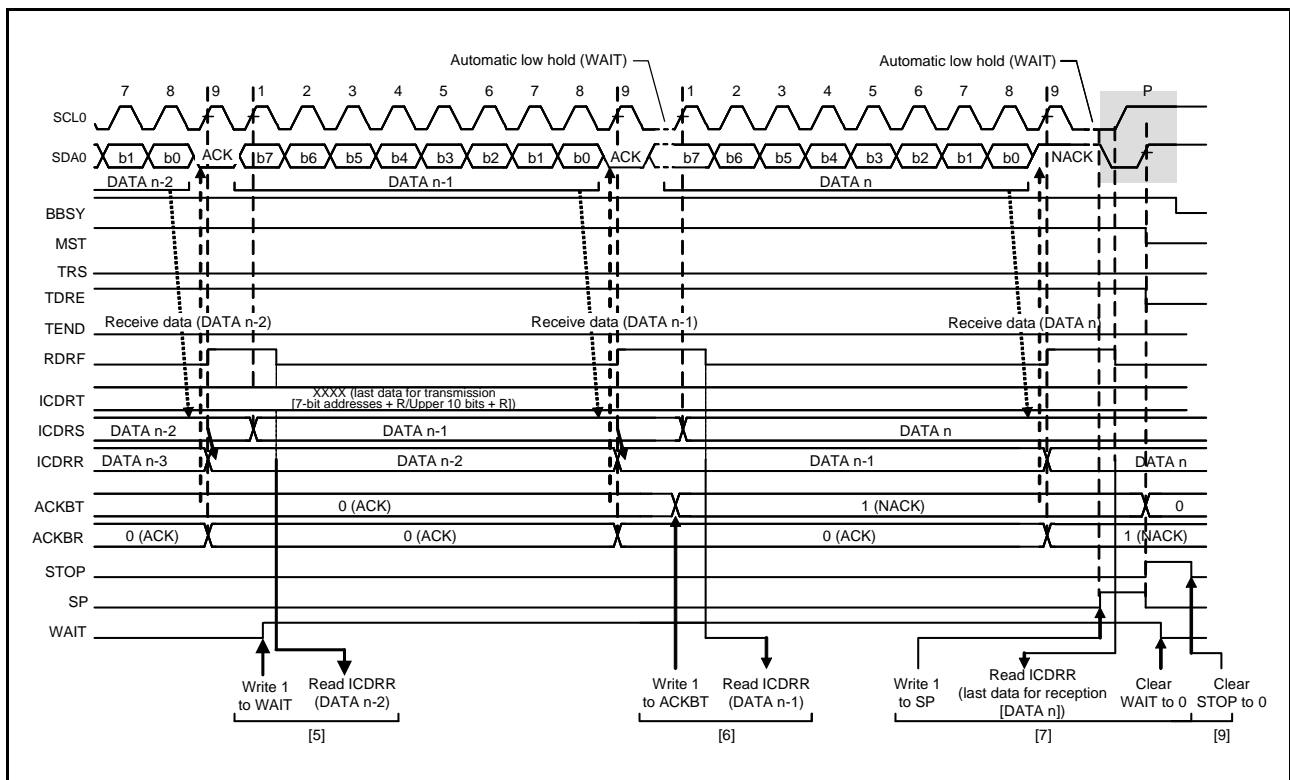 Automatic low hold (WAIT) Automatic low hold (WAIT)
7 8 9 1 2 3 4 5 6 7 8 9 1 2 3 4 5 6 7 8 9 P
SCL0
SDA0 b1 b0 ACK b7 b6 b5 b4 b3 b2 b1 b0 ACK b7 b6 b5 b4 b3 b2 b1 b0 NACK
DATA n-2 DATA n-1 DATA n
BBSY
MST
TRS
TDRE
Receive data (DATA n-2) Receive data (DATA n-1) Receive data (DATA n)
TEND
RDRF
XXXX (last data for transmission
ICDRT [7-bit addresses + R/Upper 10 bits + R])
ICDRS DATA n-2 DATA n-1 DATA n
ICDRR DATA n-3 DATA n-2 DATA n-1 DATA n
ACKBT 0 (ACK) 1 (NACK) 0
ACKBR 0 (ACK) 0 (ACK) 0 (ACK) 1 (NACK)
STOP
SP
WAIT
Write 1 to WAIT
Read ICDRR (DATA n-2)
Write 1 to ACKBT
Read ICDRR (DATA n-1)
Write 1 to SP
Read ICDRR (last data for reception [DATA n])
Clear WAIT to 0
Clear STOP to 0
[5] [6] [7] [9]